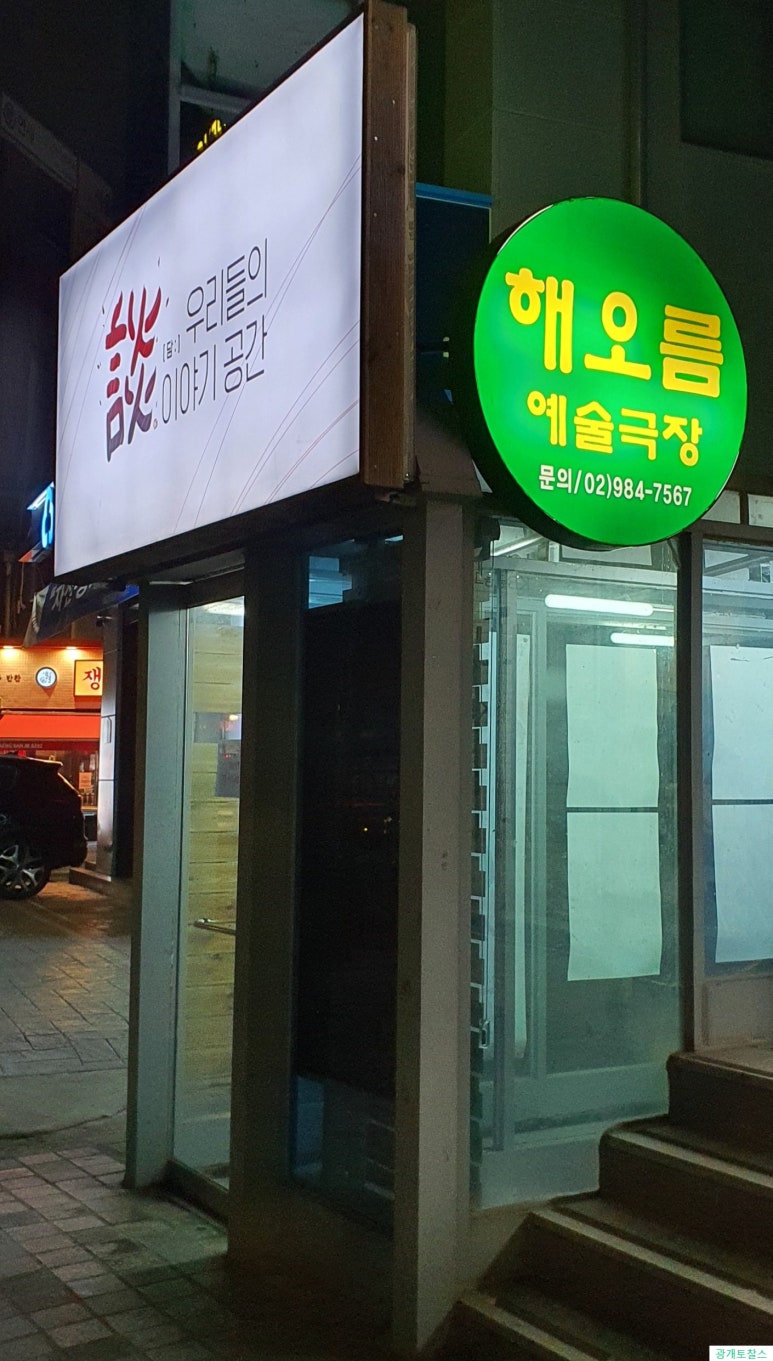 談 [담:] 우리들의
이야기 공간
해오름
예술극장
문의/02)984-7567
쟁
광개토찰스